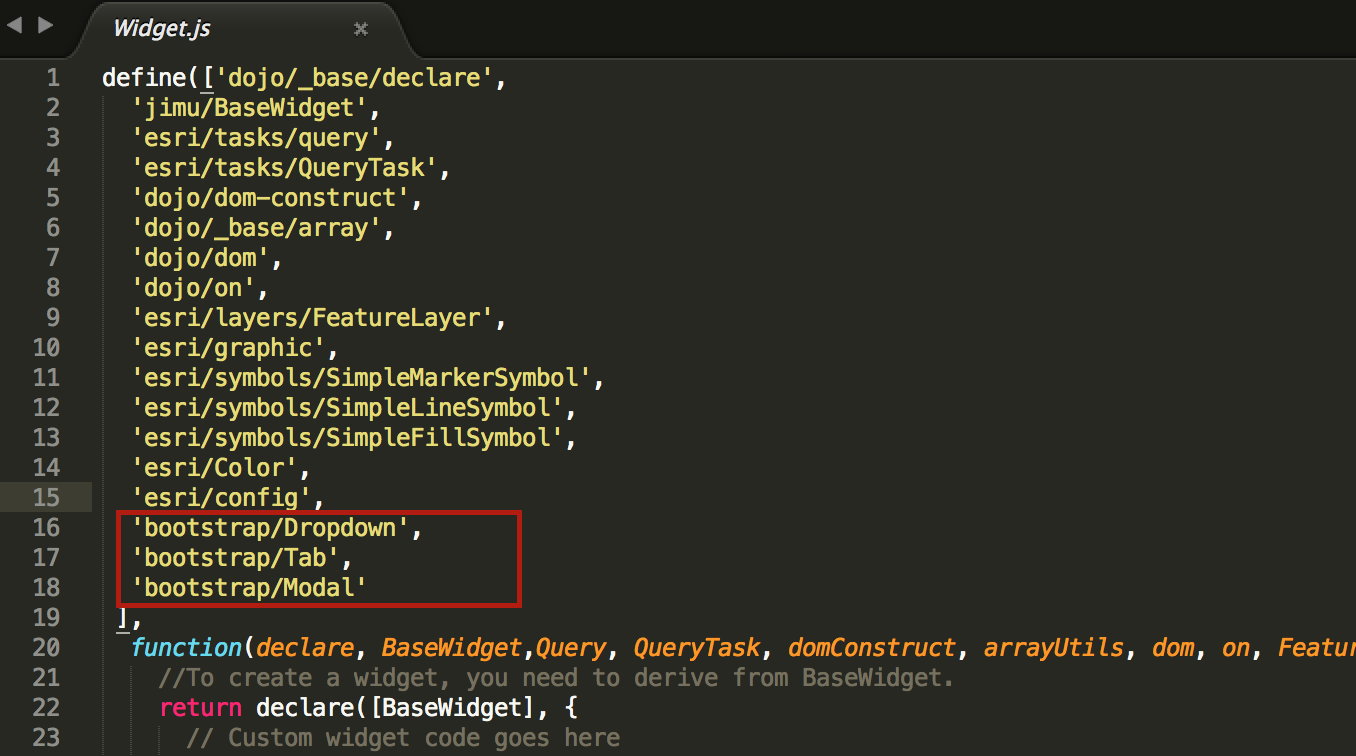 Widget.js
1 define(['dojo/_base/declare',
2 'jimu/BaseWidget',
3 'esri/tasks/query',
4 'esri/tasks/QueryTask',
5 'dojo/dom-construct',
6 'dojo/_base/array',
7 'dojo/dom',
8 'dojo/on',
9 'esri/layers/FeatureLayer',
10 'esri/graphic',
11 'esri/symbols/SimpleMarkerSymbol',
12 'esri/symbols/SimpleLineSymbol',
13 'esri/symbols/SimpleFillSymbol',
14 'esri/Color',
15 'esri/config',
16 'bootstrap/Dropdown',
17 'bootstrap/Tab',
18 'bootstrap/Modal'
19 ],
20 function(declare, BaseWidget,Query, QueryTask, domConstruct, arrayUtils, dom, on, Featur
21 //To create a widget, you need to derive from BaseWidget.
22 return declare([BaseWidget], {
23 // Custom widget code goes here